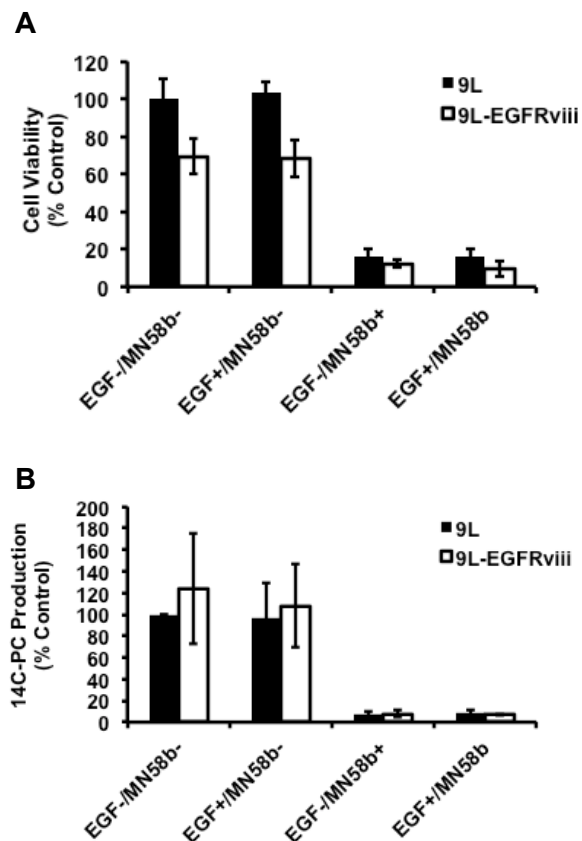 A
Cell Viability
(% Control)
120
100
80
60
40
20
0
9L
9L-EGFRviii
EGF-/MN58b-
EGF+/MN58b-
EGF-/MN58b+
EGF+/MN58b
B
14C-PC Production
(% Control)
200
180
160
140
120
100
80
60
40
20
0
9L
9L-EGFRviii
EGF-/MN58b-
EGF+/MN58b-
EGF-/MN58b+
EGF+/MN58b